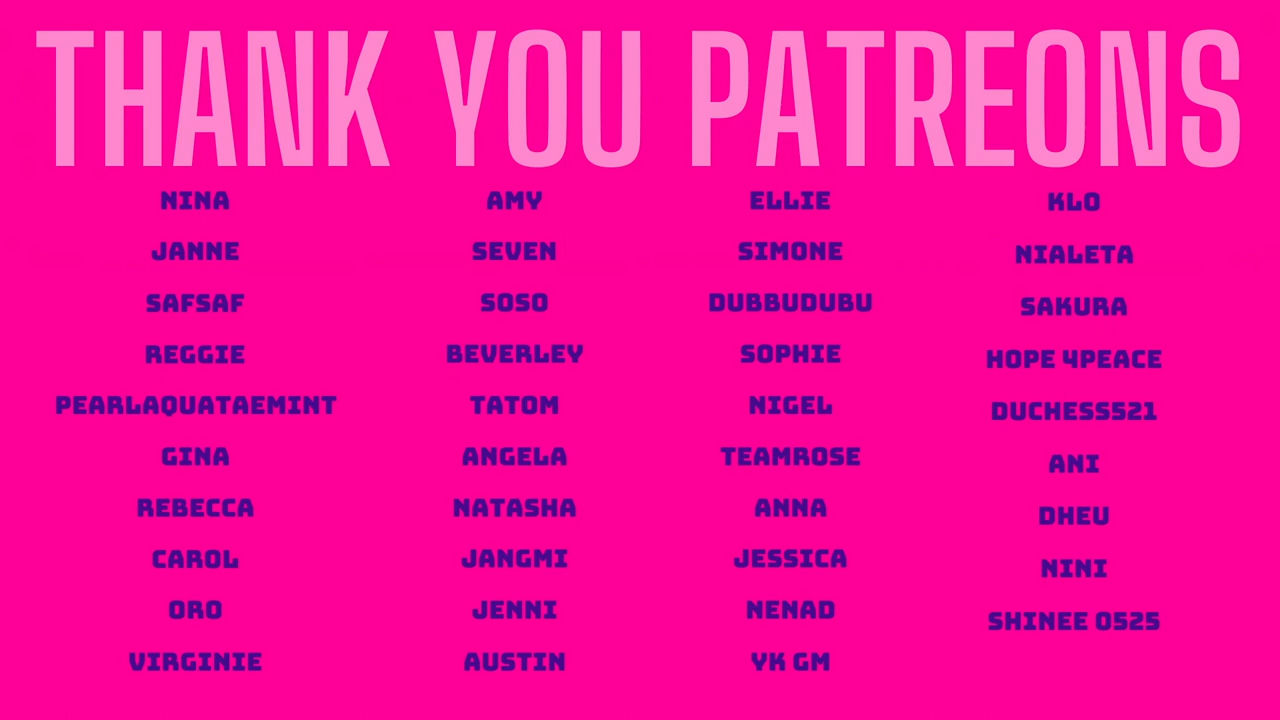 THANK YOU PATREONS
NINA
JANNE
SAFSAF
REGGIE
PEARLAQUATAEMINT
GINA
REBECCA
CAROL
ORO
VIRGINIE
AMY
SEVEN
SOSO
BEVERLEY
TATOM
ANGELA
NATASHA
JANGMI
JENNI
AUSTIN
ELLIE
SIMONE
DUBBUDUBU
SOPHIE
NIGEL
TEAMROSE
ANNA
JESSICA
NENAD
YK GM
KLO
NIALETA
SAKURA
HOPE 4PEACE
DUCHESS521
ANI
DHEU
NINI
SHINEE 0525